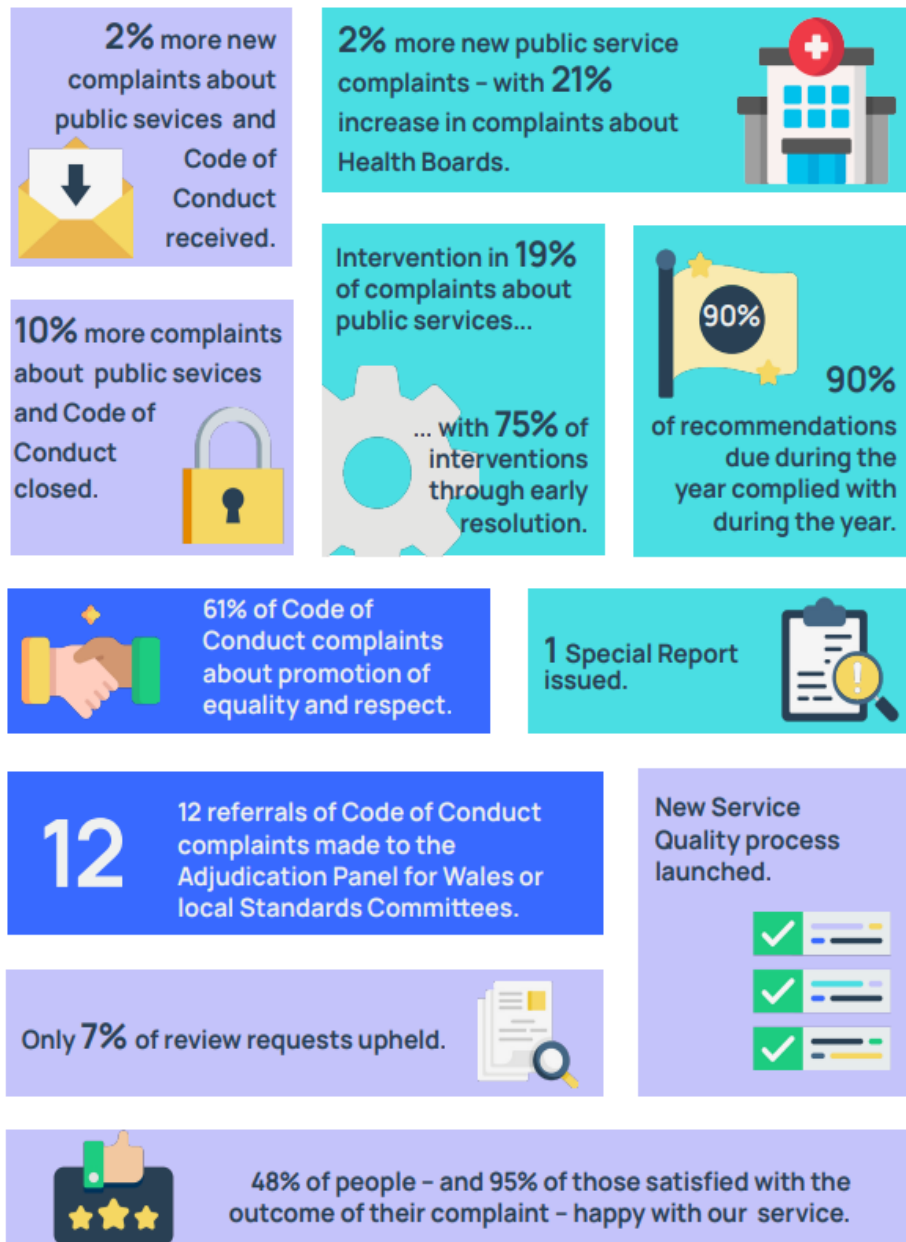 2% more new
complaints about
public sevices and
Code of
Conduct
received.
2% more new public service
complaints – with 21%
increase in complaints about
Health Boards.
10% more complaints
about public sevices
and Code of
Conduct
closed.
Intervention in 19%
of complaints about
public services...
... with 75% of
interventions
through early
resolution.
90%
90%
of recommendations
due during the
year complied with
during the year.
61% of Code of
Conduct complaints
about promotion of
equality and respect.
1 Special Report
issued.
12
12 referrals of Code of Conduct
complaints made to the
Adjudication Panel for Wales or
local Standards Committees.
New Service
Quality process
launched.
Only 7% of review requests upheld.
48% of people – and 95% of those satisfied with the
outcome of their complaint – happy with our service.